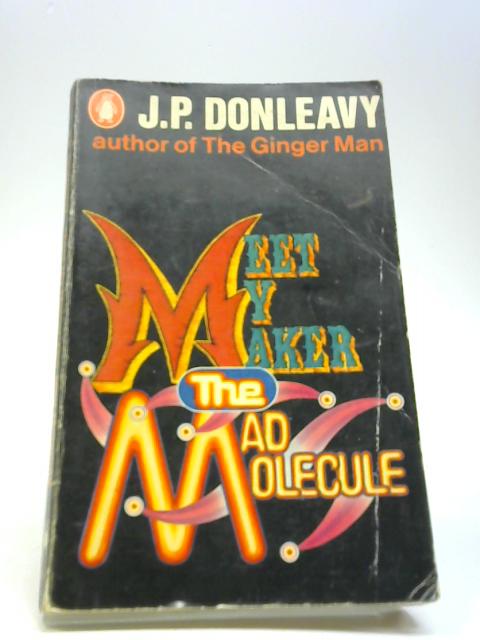 J.P. DONLEAVY
author of The Ginger Man
MEET
MY
MAKER
The
MAD
MOLECULE